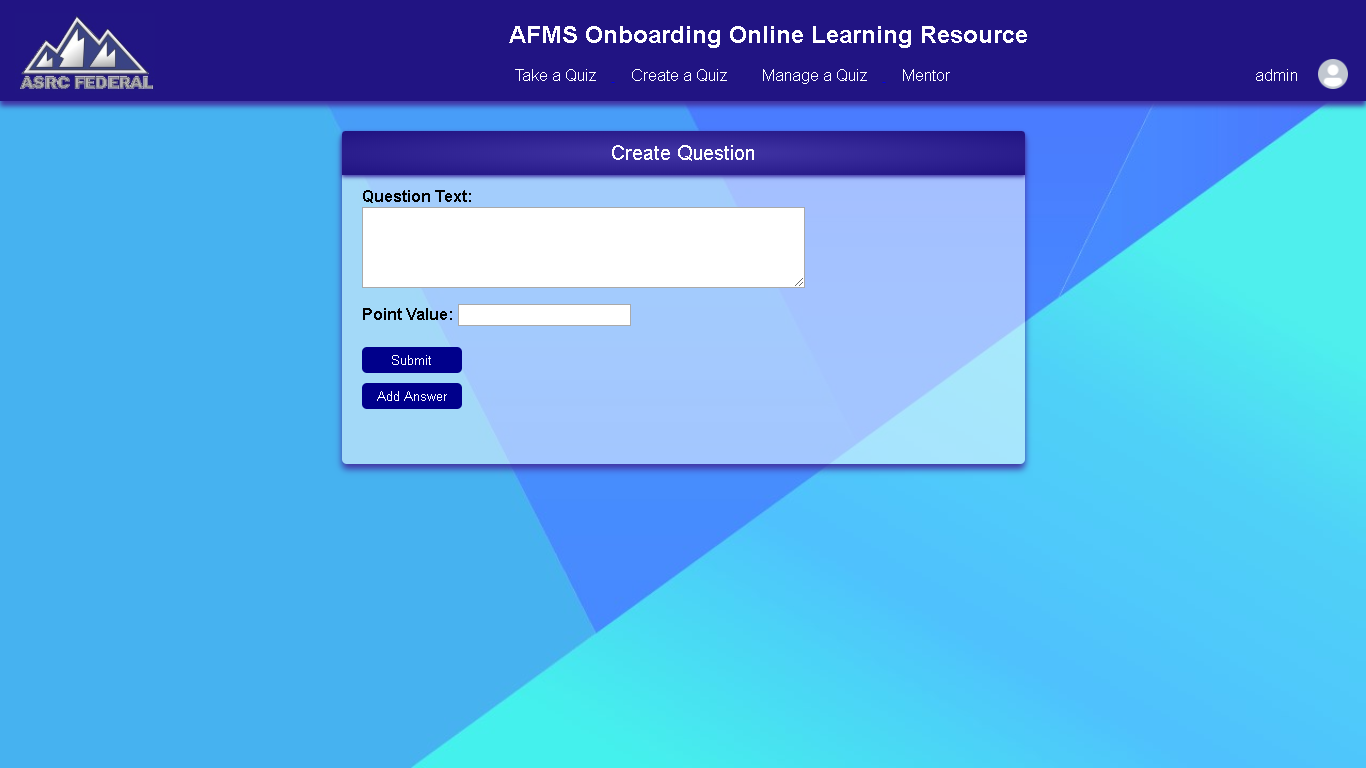 AFMS Onboarding Online Learning Resource
ASRC FEDERAL
Take a Quiz Create a Quiz Manage a Quiz Mentor admin
Create Question
Question Text:
Point Value:
Submit
Add Answer